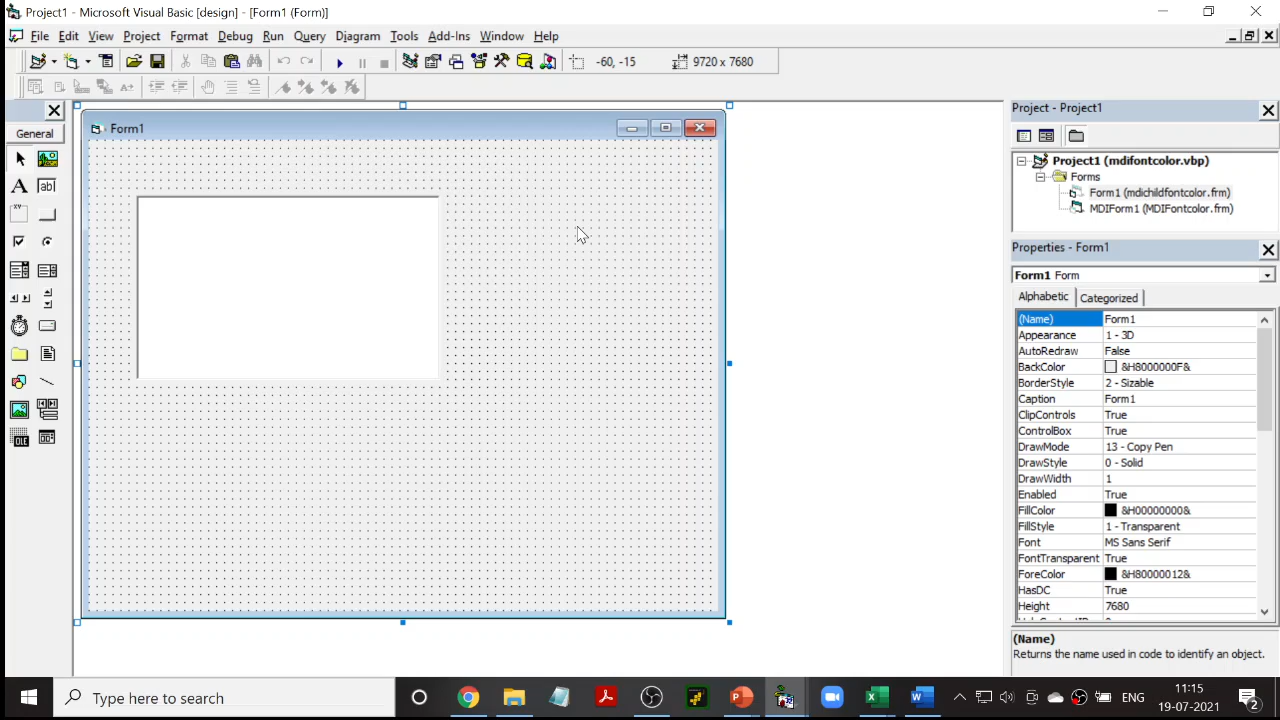 Project1 - Microsoft Visual Basic [design] - [Form1 (Form)]
File Edit View Project Format Debug Run Query Diagram Tools Add-Ins Window Help
-60, -15 9720 x 7680
General
Form1
Project - Project1
Project1 (mdifontcolor.vbp)
Forms
Form1 (mdichildfontcolor.frm)
MDIForm1 (MDIFontcolor.frm)
Properties - Form1
Form1 Form
Alphabetic Categorized
(Name) Form1
Appearance 1 - 3D
AutoRedraw False
BackColor &H8000000F&
BorderStyle 2 - Sizable
Caption Form1
ClipControls True
ControlBox True
DrawMode 13 - Copy Pen
DrawStyle 0 - Solid
DrawWidth 1
Enabled True
FillColor &H00000000&
FillStyle 1 - Transparent
Font MS Sans Serif
FontTransparent True
ForeColor &H80000012&
HasDC True
Height 7680
(Name)
Returns the name used in code to identify an object.
Type here to search
ENG
11:15
19-07-2021
2